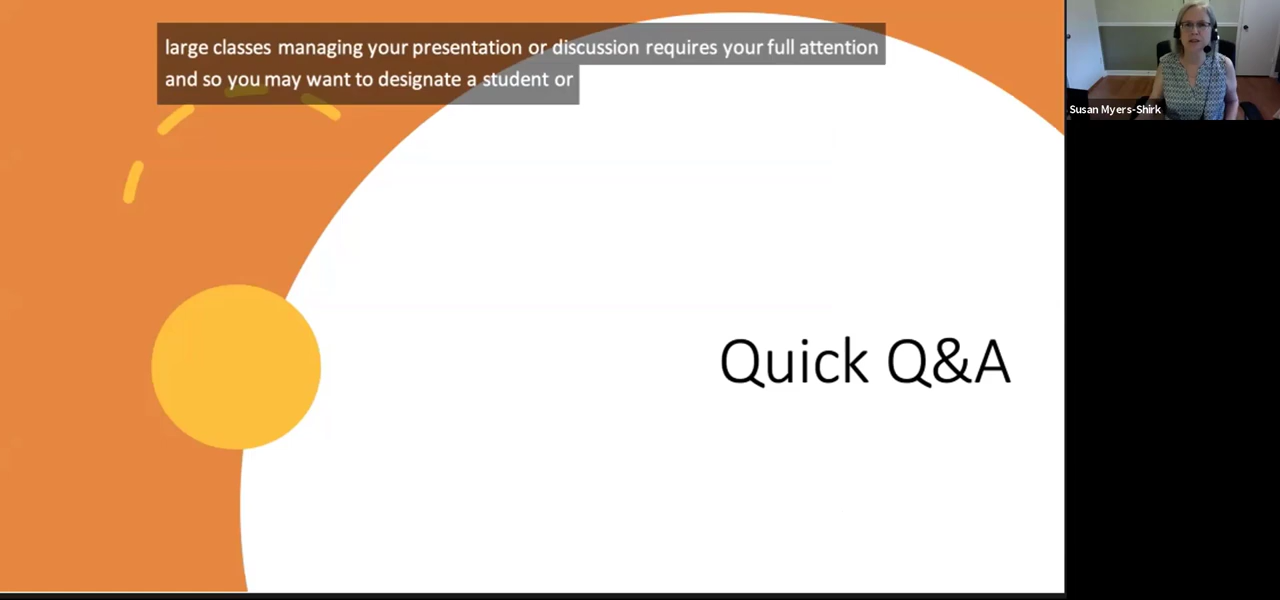 large classes managing your presentation or discussion requires your full attention
and so you may want to designate a student or
Susan Myers-Shirk
Quick Q&A